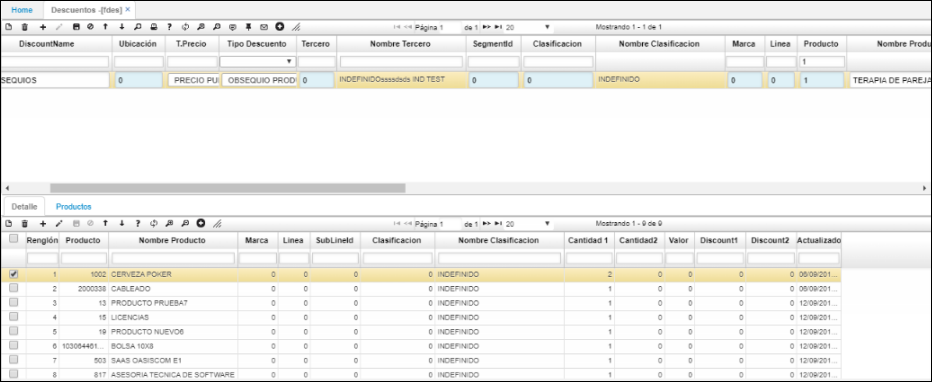 Home Descuentos -[fdes] ×
Página 1 de 1 20 Mostrando 1 - 1 de 1
DiscountName Ubicación T.Precio Tipo Descuento Tercero Nombre Tercero SegmentId Clasificacion Nombre Clasificacion Marca Linea Producto Nombre Produ
1
SEQUIOS 0 PRECIO PU OBSEQUIO PROD 0 INDEFINIDOssssdsds IND TEST 0 0 INDEFINIDO 0 0 1 TERAPIA DE PAREJA
Detalle Productos
Página 1 de 1 20 Mostrando 1 - 9 de 9
Renglón Producto Nombre Producto Marca Linea SubLineId Clasificacion Nombre Clasificacion Cantidad 1 Cantidad2 Valor Discount1 Discount2 Actualizado
1 1002 CERVEZA POKER 0 0 0 0 INDEFINIDO 2 0 0 0 0 06/09/201...
2 2000338 CABLEADO 0 0 0 0 INDEFINIDO 1 0 0 0 0 06/09/201...
3 13 PRODUCTO PRUEBA7 0 0 0 0 INDEFINIDO 1 0 0 0 0 12/09/201...
4 15 LICENCIAS 0 0 0 0 INDEFINIDO 1 0 0 0 0 12/09/201...
5 19 PRODUCTO NUEVO6 0 0 0 0 INDEFINIDO 1 0 0 0 0 12/09/201...
6 103064461... BOLSA 10X8 0 0 0 0 INDEFINIDO 1 0 0 0 0 12/09/201...
7 503 SAAS OASISCOM E1 0 0 0 0 INDEFINIDO 1 0 0 0 0 12/09/201...
8 817 ASESORIA TECNICA DE SOFTWARE 0 0 0 0 INDEFINIDO 1 0 0 0 0 12/09/201...